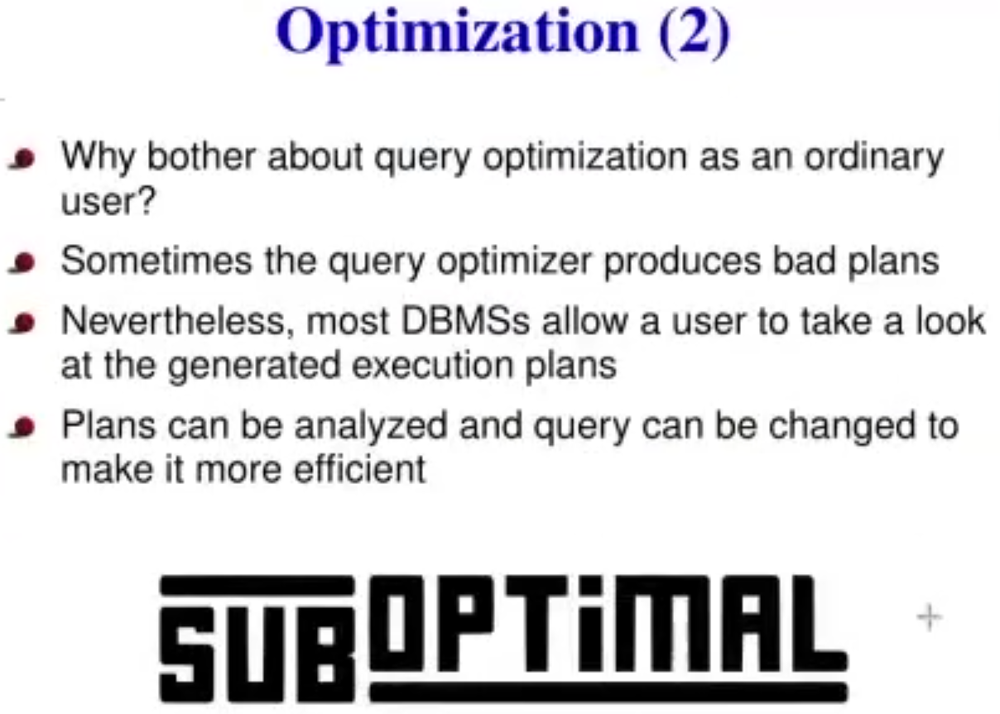 Optimization (2)
Why bother about query optimization as an ordinary
user?
Sometimes the query optimizer produces bad plans
Nevertheless, most DBMSs allow a user to take a look
at the generated execution plans
Plans can be analyzed and query can be changed to
make it more efficient
SUBOPTiMAL